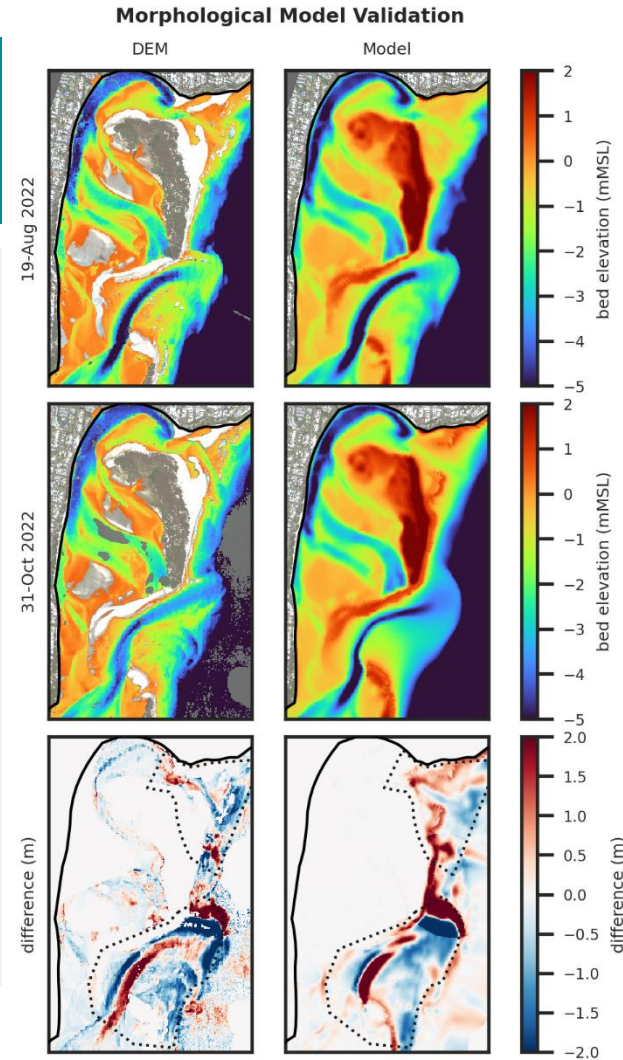 Morphological Model Validation
DEM
Model
19-Aug 2022
2
1
0
−1
−2
−3
−4
−5
bed elevation (mMSL)
31-Oct 2022
2
1
0
−1
−2
−3
−4
−5
bed elevation (mMSL)
difference (m)
2.0
1.5
1.0
0.5
0.0
−0.5
−1.0
−1.5
−2.0
difference (m)